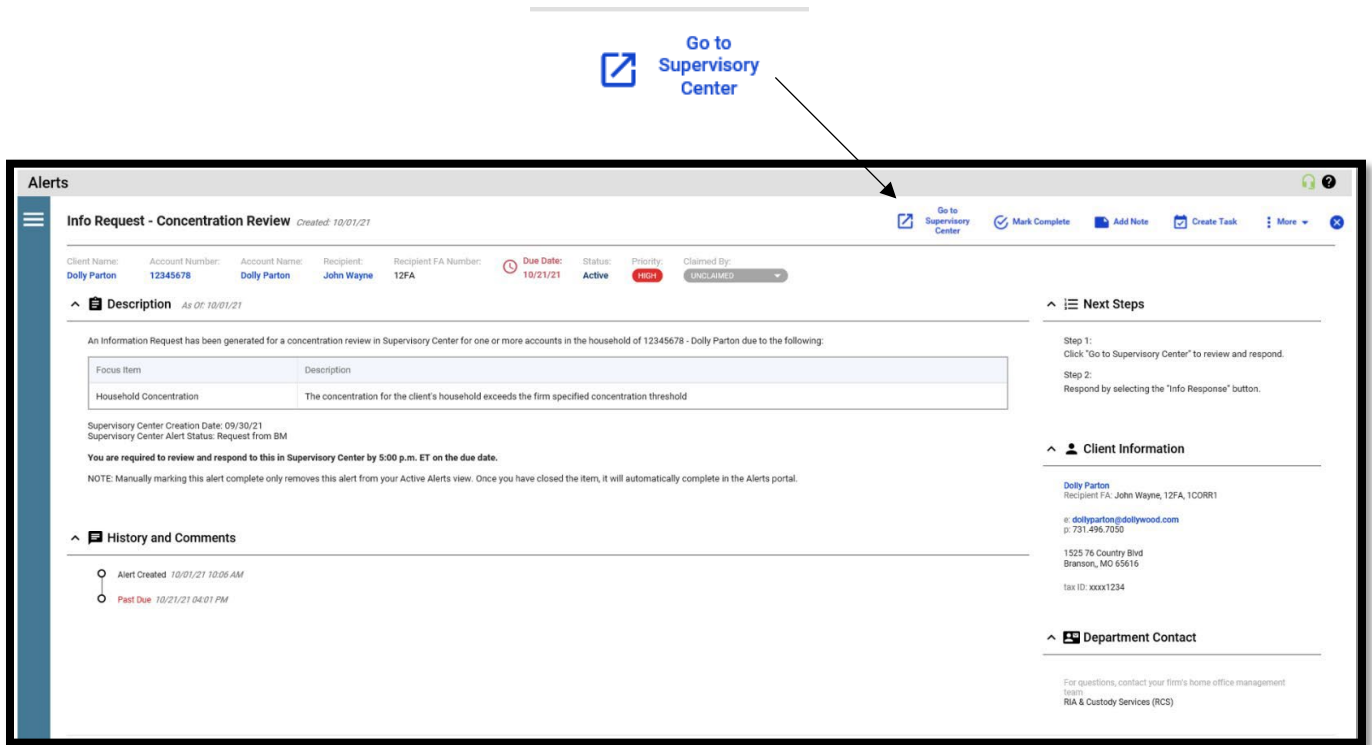 Go to
Supervisory
Center
Alerts
Info Request - Concentration Review Created: 10/01/21
Go to
Supervisory
Center
Mark Complete
Add Note
Create Task
More
Client Name: Account Number: Account Name: Recipient: Recipient FA Number: Due Date: Status: Priority: Claimed By:
Dolly Parton 12345678 Dolly Parton John Wayne 12FA 10/21/21 Active HIGH UNCLAIMED
Description As Of: 10/01/21
An Information Request has been generated for a concentration review in Supervisory Center for one or more accounts in the household of 12345678 - Dolly Parton due to the following:
Focus Item Description
Household Concentration The concentration for the client's household exceeds the firm specified concentration threshold
Supervisory Center Creation Date: 09/30/21
Supervisory Center Alert Status: Request from BM
You are required to review and respond to this in Supervisory Center by 5:00 p.m. ET on the due date.
NOTE: Manually marking this alert complete only removes this alert from your Active Alerts view. Once you have closed the item, it will automatically complete in the Alerts portal.
History and Comments
Alert Created 10/01/21 10:06 AM
Past Due 10/21/21 04:01 PM
Next Steps
Step 1:
Click "Go to Supervisory Center" to review and respond.
Step 2:
Respond by selecting the "Info Response" button.
Client Information
Dolly Parton
Recipient FA: John Wayne, 12FA, 1CORR1
e: dollyparton@dollywood.com
p: 731.496.7050
1525 76 Country Blvd
Branson,, MO 65616
tax ID: xxxx1234
Department Contact
For questions, contact your firm's home office management
team
RIA & Custody Services (RCS)